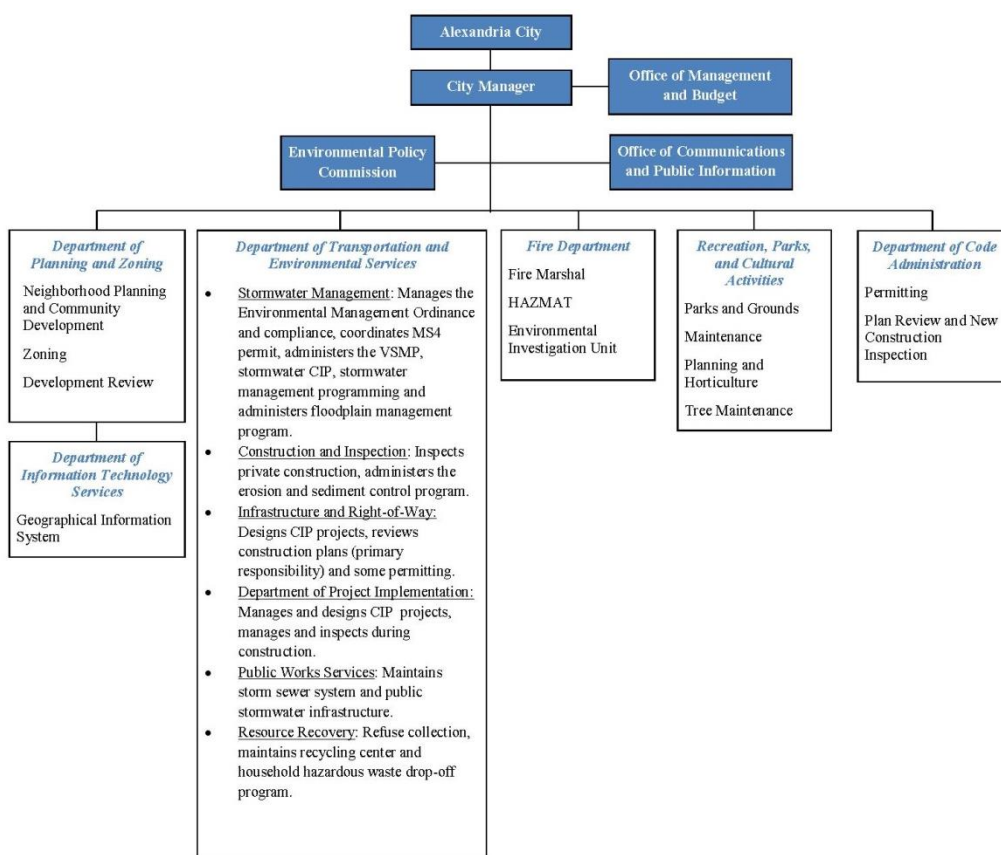 Alexandria City
City Manager
Office of Management
and Budget
Environmental Policy
Commission
Office of Communications
and Public Information
Department of
Planning and Zoning
Neighborhood Planning
and Community
Development
Zoning
Development Review
Department of
Information Technology
Services
Geographical Information
System
Department of Transportation and
Environmental Services
• Stormwater Management: Manages the
Environmental Management Ordinance
and compliance, coordinates MS4
permit, administers the VSMP,
stormwater CIP, stormwater
management programming and
administers floodplain management
program.
• Construction and Inspection: Inspects
private construction, administers the
erosion and sediment control program.
• Infrastructure and Right-of-Way:
Designs CIP projects, reviews
construction plans (primary
responsibility) and some permitting.
• Department of Project Implementation:
Manages and designs CIP projects,
manages and inspects during
construction.
• Public Works Services: Maintains
storm sewer system and public
stormwater infrastructure.
• Resource Recovery: Refuse collection,
maintains recycling center and
household hazardous waste drop-off
program.
Fire Department
Fire Marshal
HAZMAT
Environmental
Investigation Unit
Recreation, Parks,
and Cultural
Activities
Parks and Grounds
Maintenance
Planning and
Horticulture
Tree Maintenance
Department of Code
Administration
Permitting
Plan Review and New
Construction
Inspection